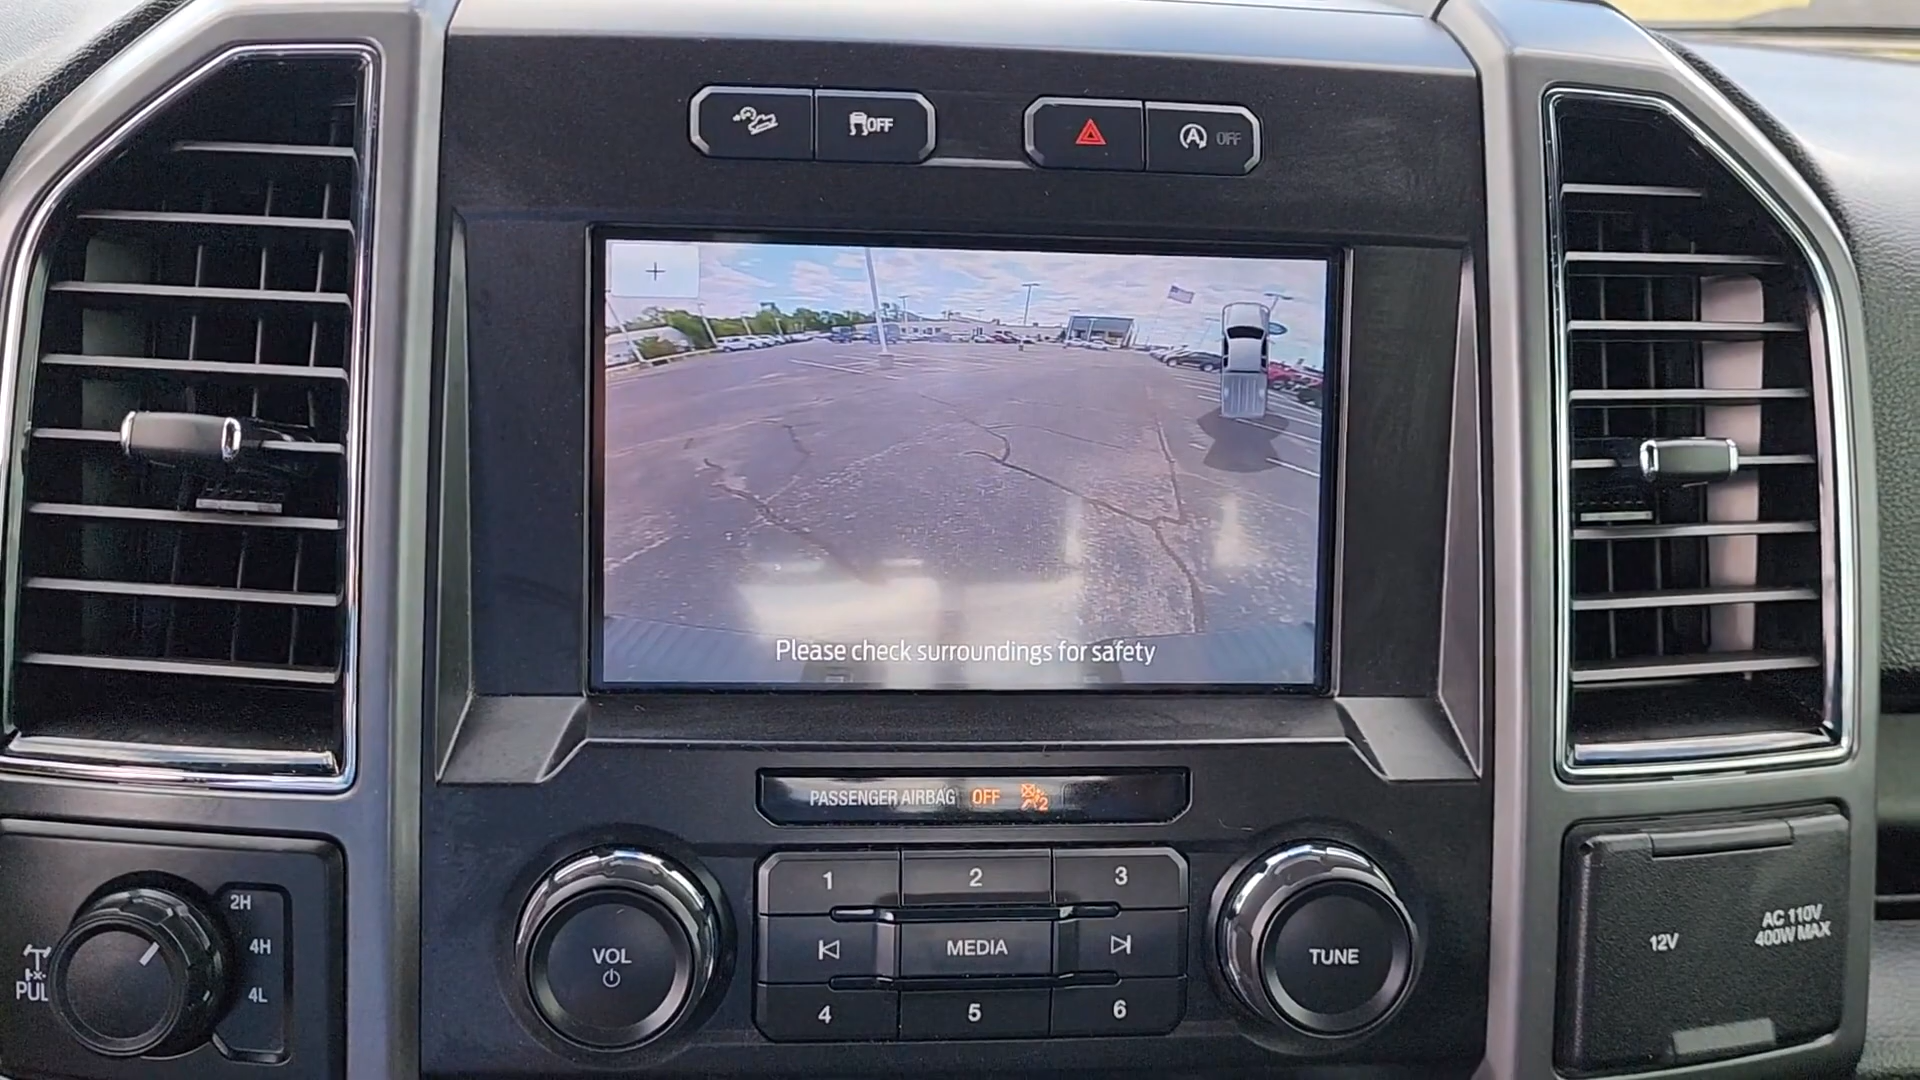 OFF
A OFF
Please check surroundings for safety
PASSENGER AIRBAG OFF 2
1 2 3
2H
4H
4L
PUL
VOL
MEDIA
TUNE
4 5 6
12V
AC 110V
400W MAX